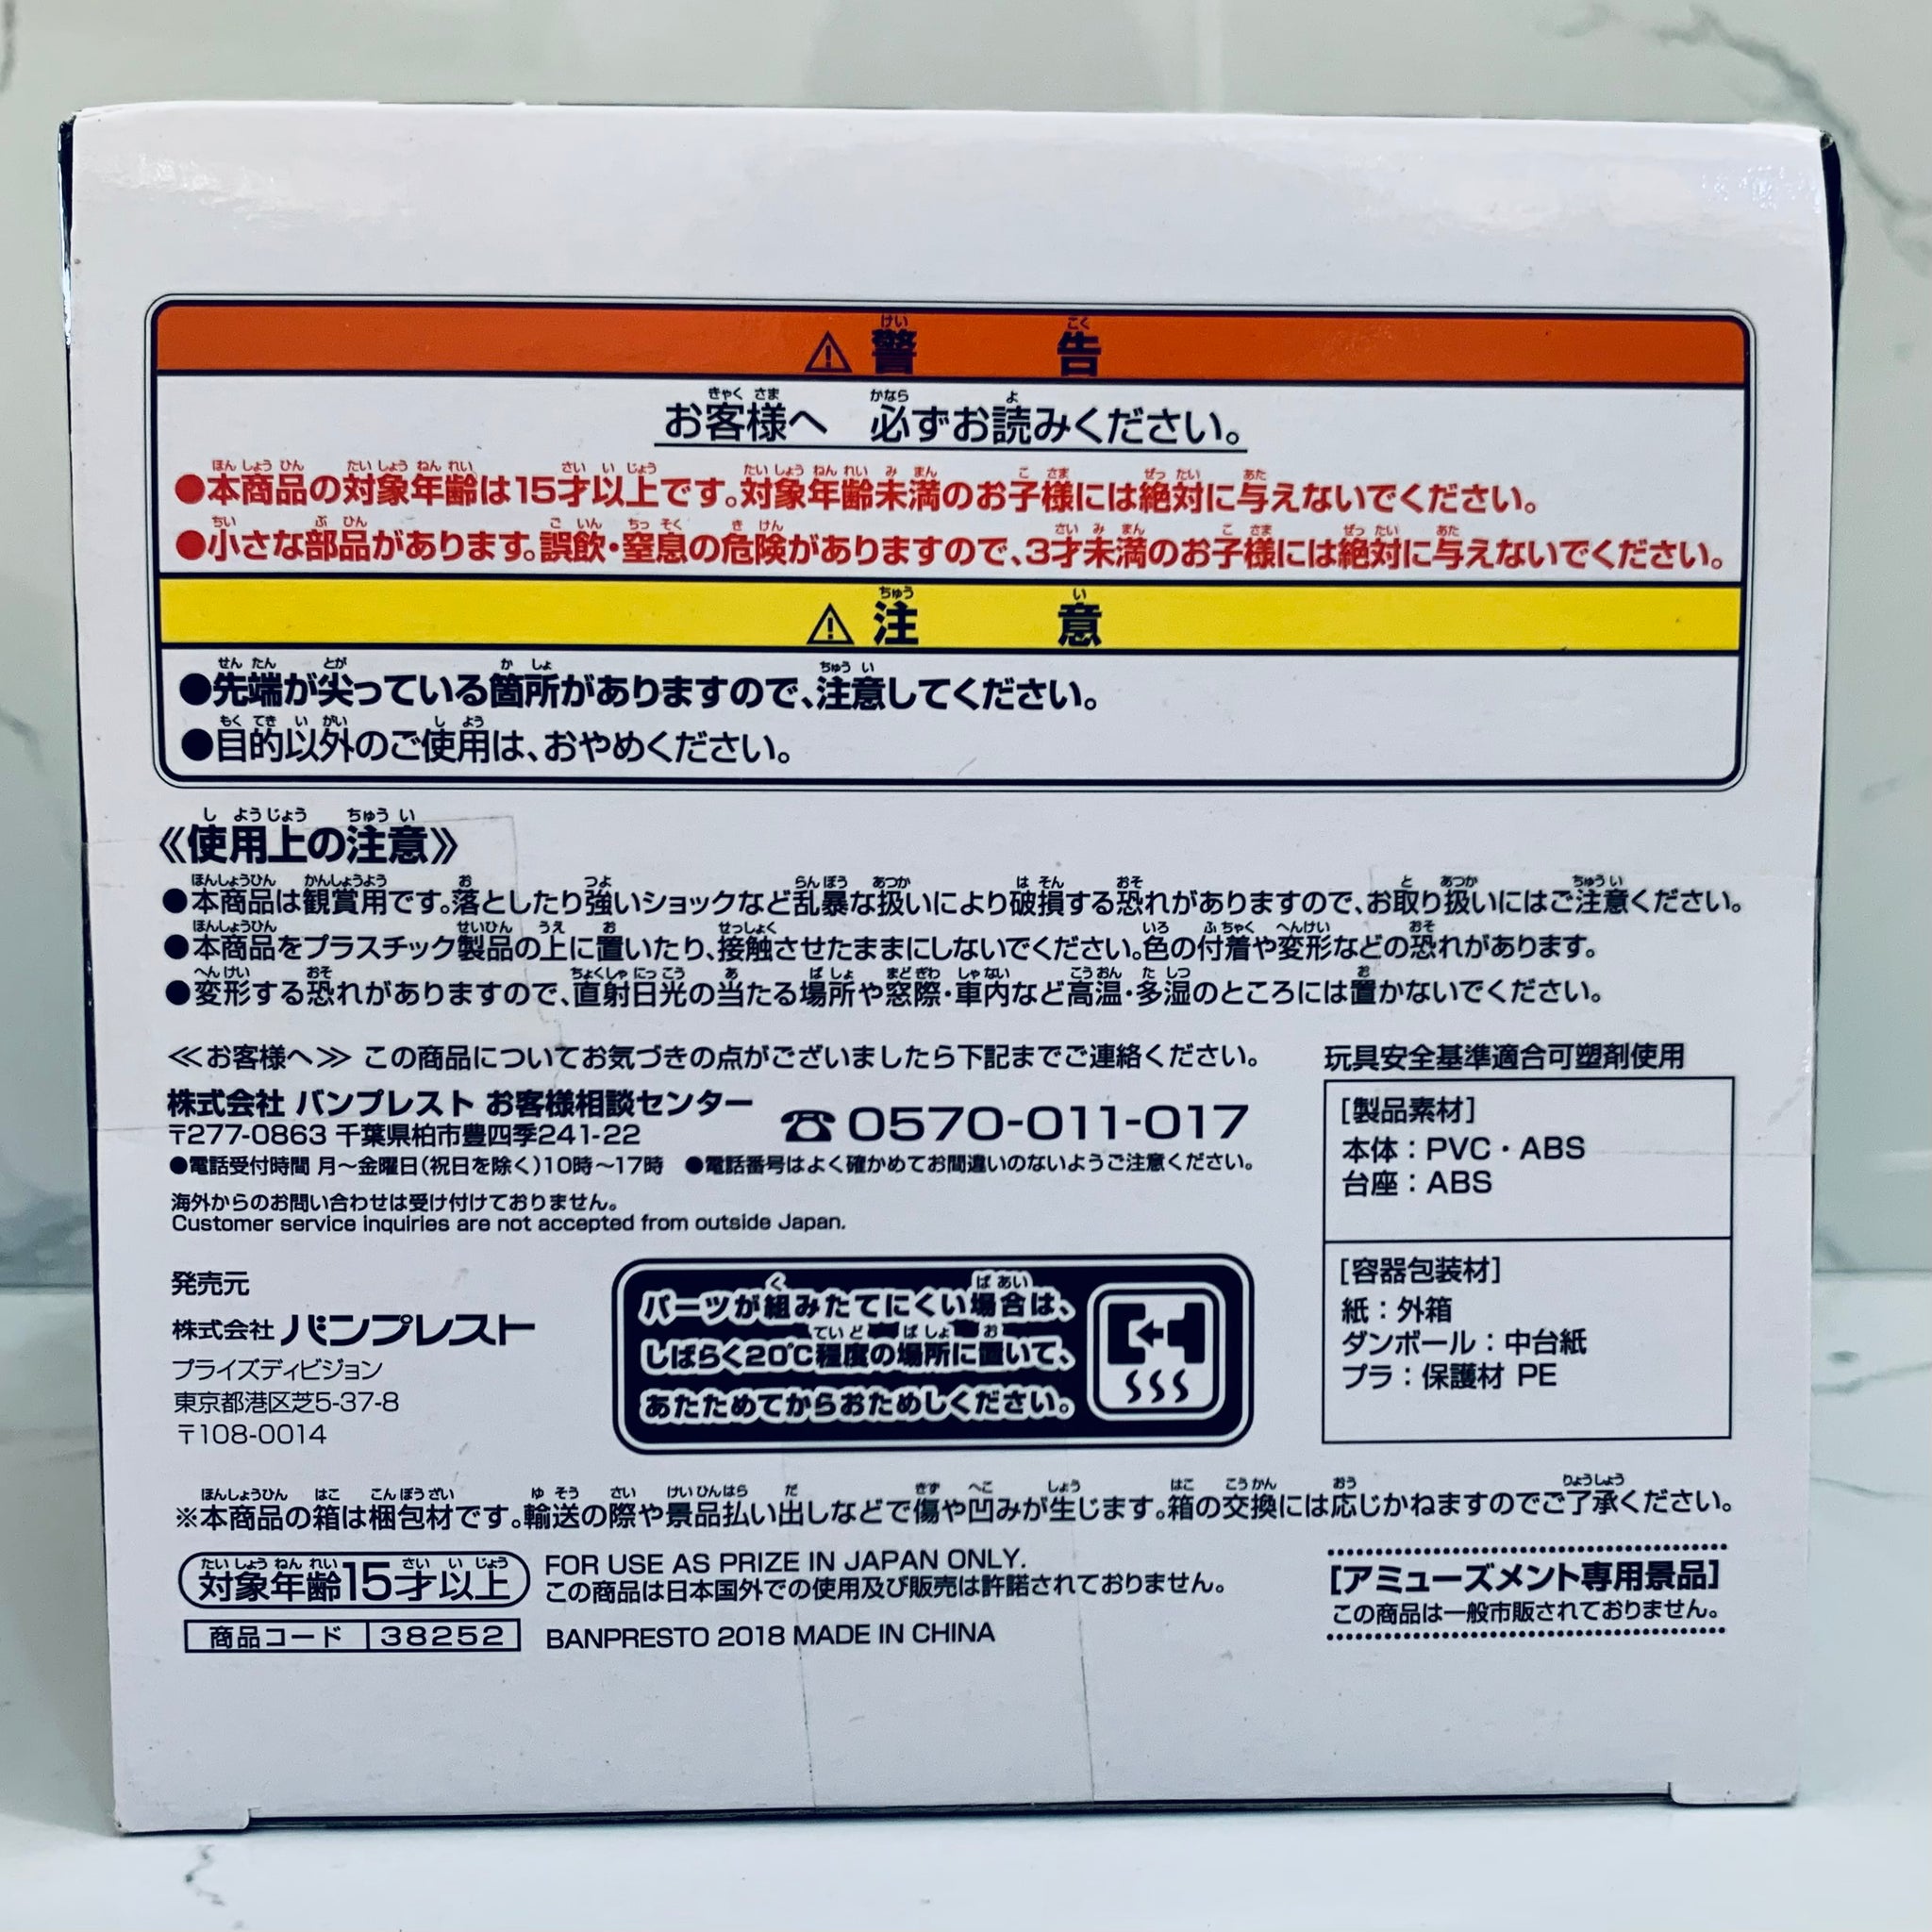 ⚠警告
お客様へ 必ずお読みください。
●本商品の対象年齢は15才以上です。対象年齢未満のお子様には絶対に与えないでください。
●小さな部品があります。誤飲・窒息の危険がありますので、3才未満のお子様には絶対に与えないでください。
⚠注意
●先端が尖っている箇所がありますので、注意してください。
●目的以外のご使用は、おやめください。
《使用上の注意》
●本商品は観賞用です。落としたり強いショックなど乱暴な扱いにより破損する恐れがありますので、お取り扱いにはご注意ください。
●本商品をプラスチック製品の上に置いたり、接触させたままにしないでください。色の付着や変形などの恐れがあります。
●変形する恐れがありますので、直射日光の当たる場所や窓際・車内など高温・多湿のところには置かないでください。
≪お客様へ≫ この商品についてお気づきの点がございましたら下記までご連絡ください。
株式会社 バンプレスト お客様相談センター
〒277-0863 千葉県柏市豊四季241-22
☎0570-011-017
●電話受付時間 月～金曜日(祝日を除く)10時～17時 ●電話番号はよく確かめてお間違いのないようご注意ください。
海外からのお問い合わせは受け付けておりません。
Customer service inquiries are not accepted from outside Japan.
玩具安全基準適合可塑剤使用
[製品素材]
本体：PVC・ABS
台座：ABS
[容器包装材]
紙：外箱
ダンボール：中台紙
プラ：保護材 PE
発売元
株式会社 バンプレスト
プライズディビジョン
東京都港区芝5-37-8
〒108-0014
パーツが組みたてにくい場合は、
しばらく20℃程度の場所に置いて、
あたためてからおためしください。
※本商品の箱は梱包材です。輸送の際や景品払い出しなどで傷や凹みが生じます。箱の交換には応じかねますのでご了承ください。
対象年齢15才以上
FOR USE AS PRIZE IN JAPAN ONLY.
この商品は日本国外での使用及び販売は許諾されておりません。
商品コード 38252
BANPRESTO 2018 MADE IN CHINA
[アミューズメント専用景品]
この商品は一般市販されておりません。